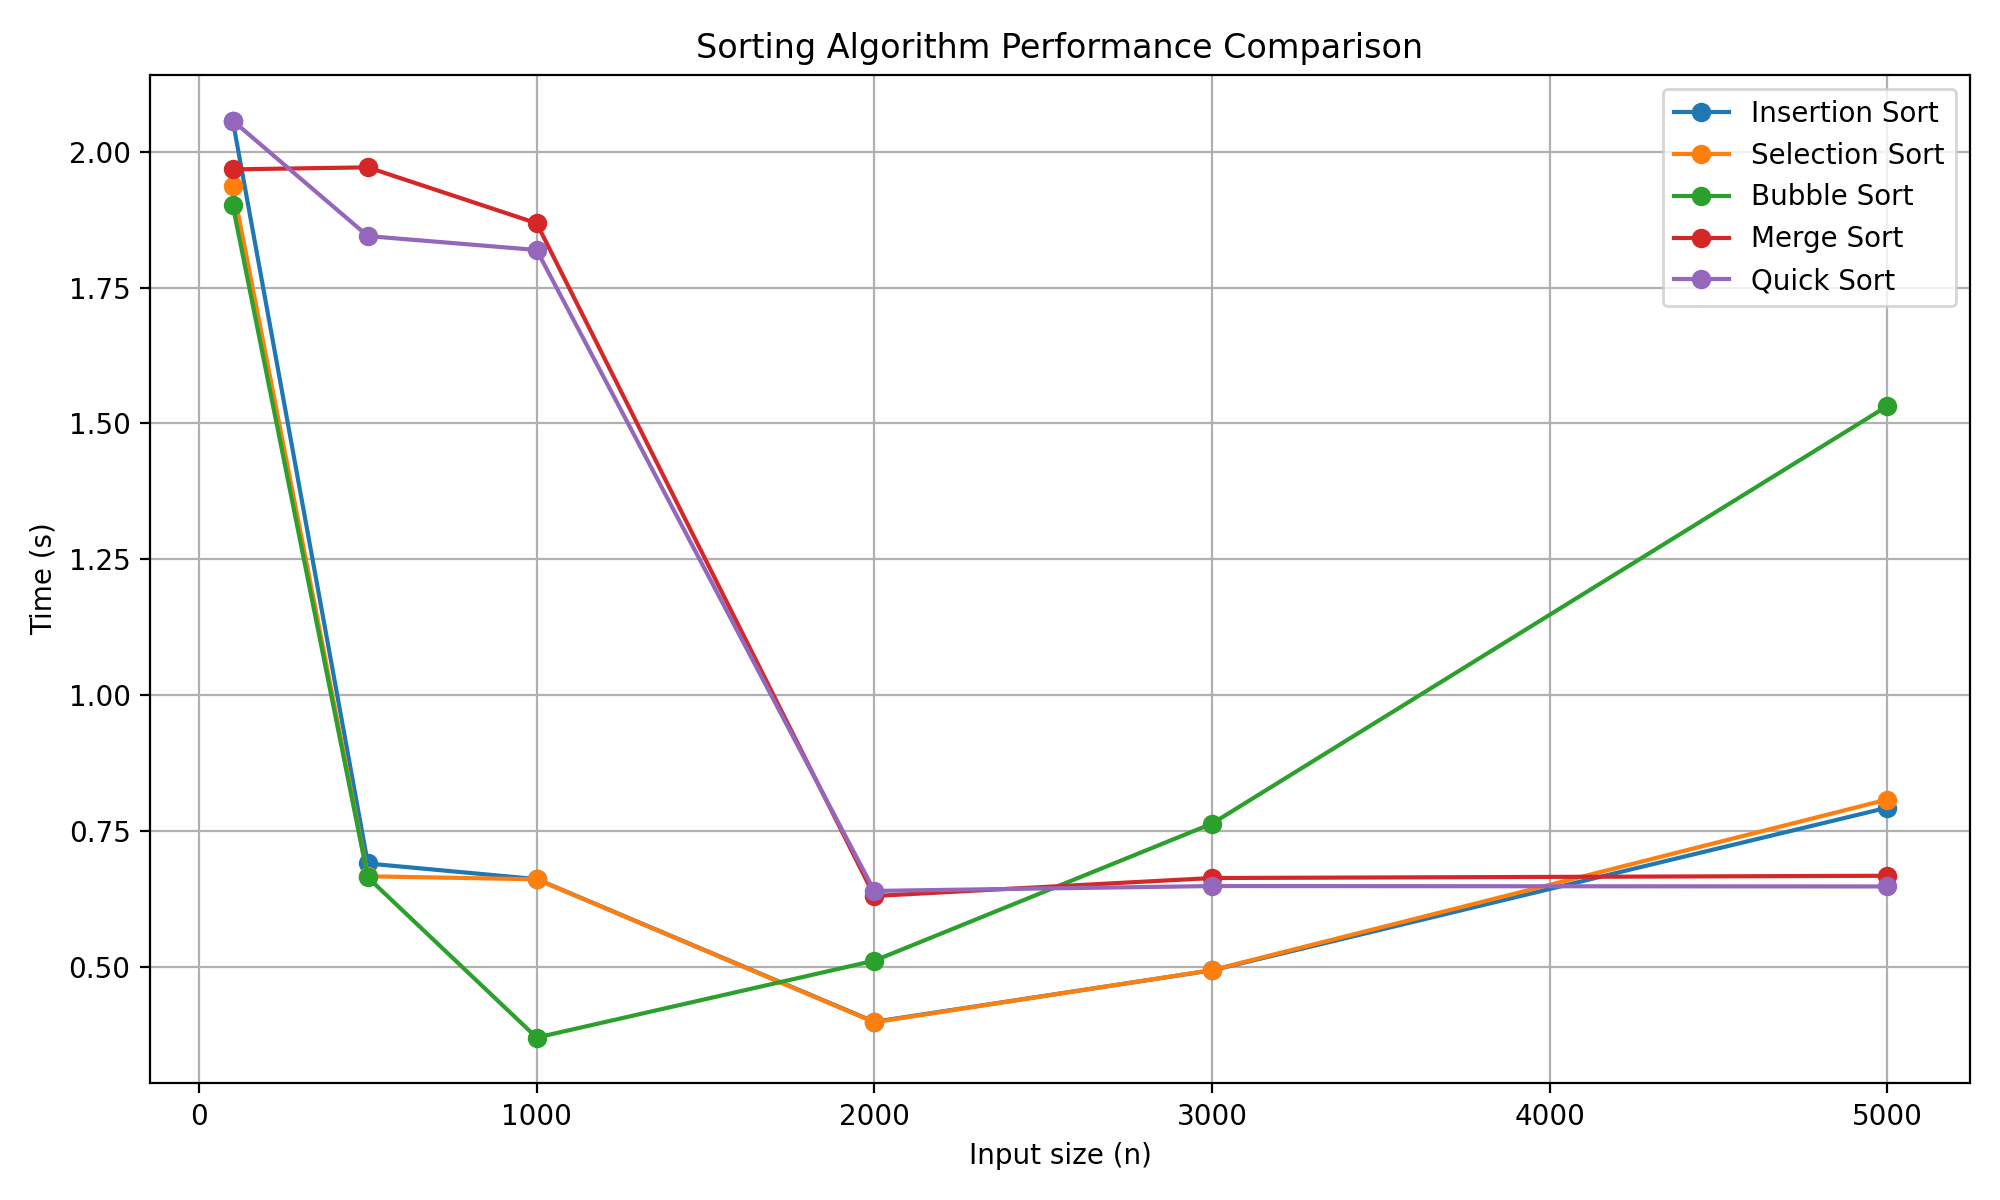 Sorting Algorithm Performance Comparison
Insertion Sort
Selection Sort
Bubble Sort
Merge Sort
Quick Sort
Time (s)
2.00
1.75
1.50
1.25
1.00
0.75
0.50
0 1000 2000 3000 4000 5000
Input size (n)